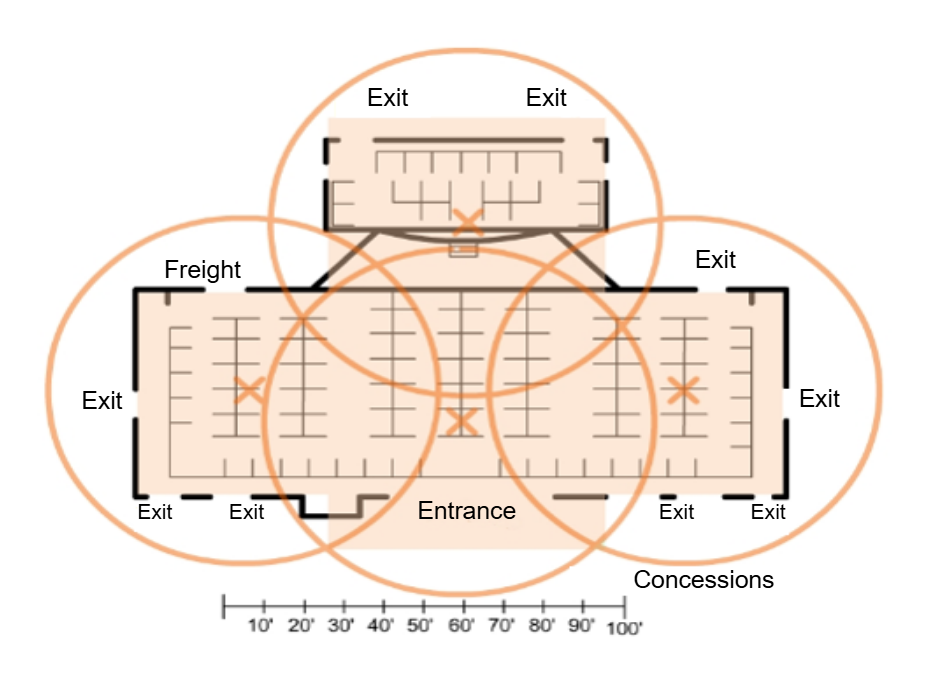 Exit Exit
Freight
Exit
Exit
Exit
Exit Exit Entrance Exit Exit
Concessions
10' 20' 30' 40' 50' 60' 70' 80' 90' 100'